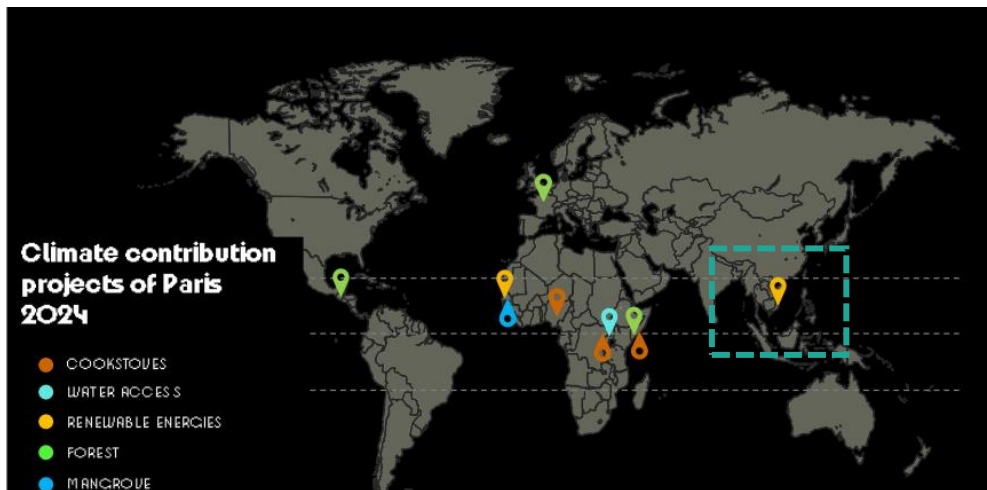 Climate contribution
projects of Paris
2024
COOKSTOVES
WATER ACCESS
RENEWABLE ENERGIES
FOREST
MANGROVE